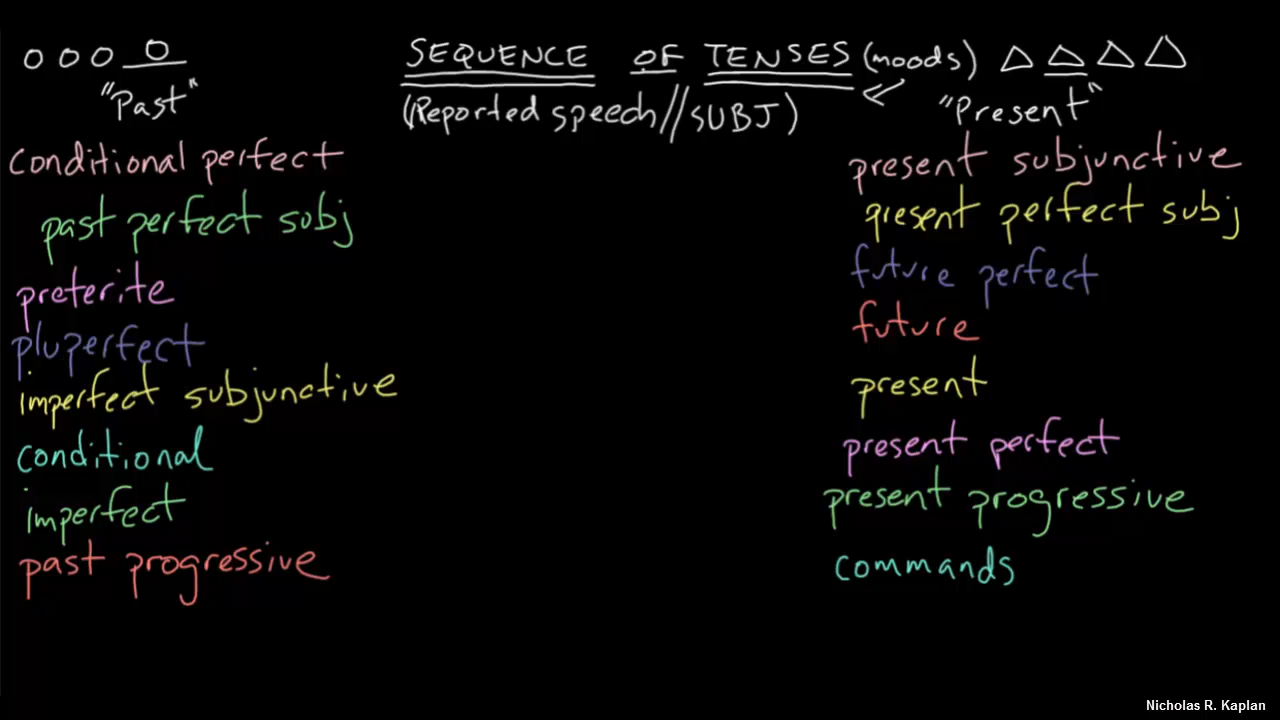 SEQUENCE OF TENSES (moods)
(Reported speech//SUBJ)
"Past"
conditional perfect
past perfect subj
preterite
pluperfect
imperfect subjunctive
conditional
imperfect
past progressive
"Present"
present subjunctive
present perfect subj
future perfect
future
present
present perfect
present progressive
commands
Nicholas R. Kaplan